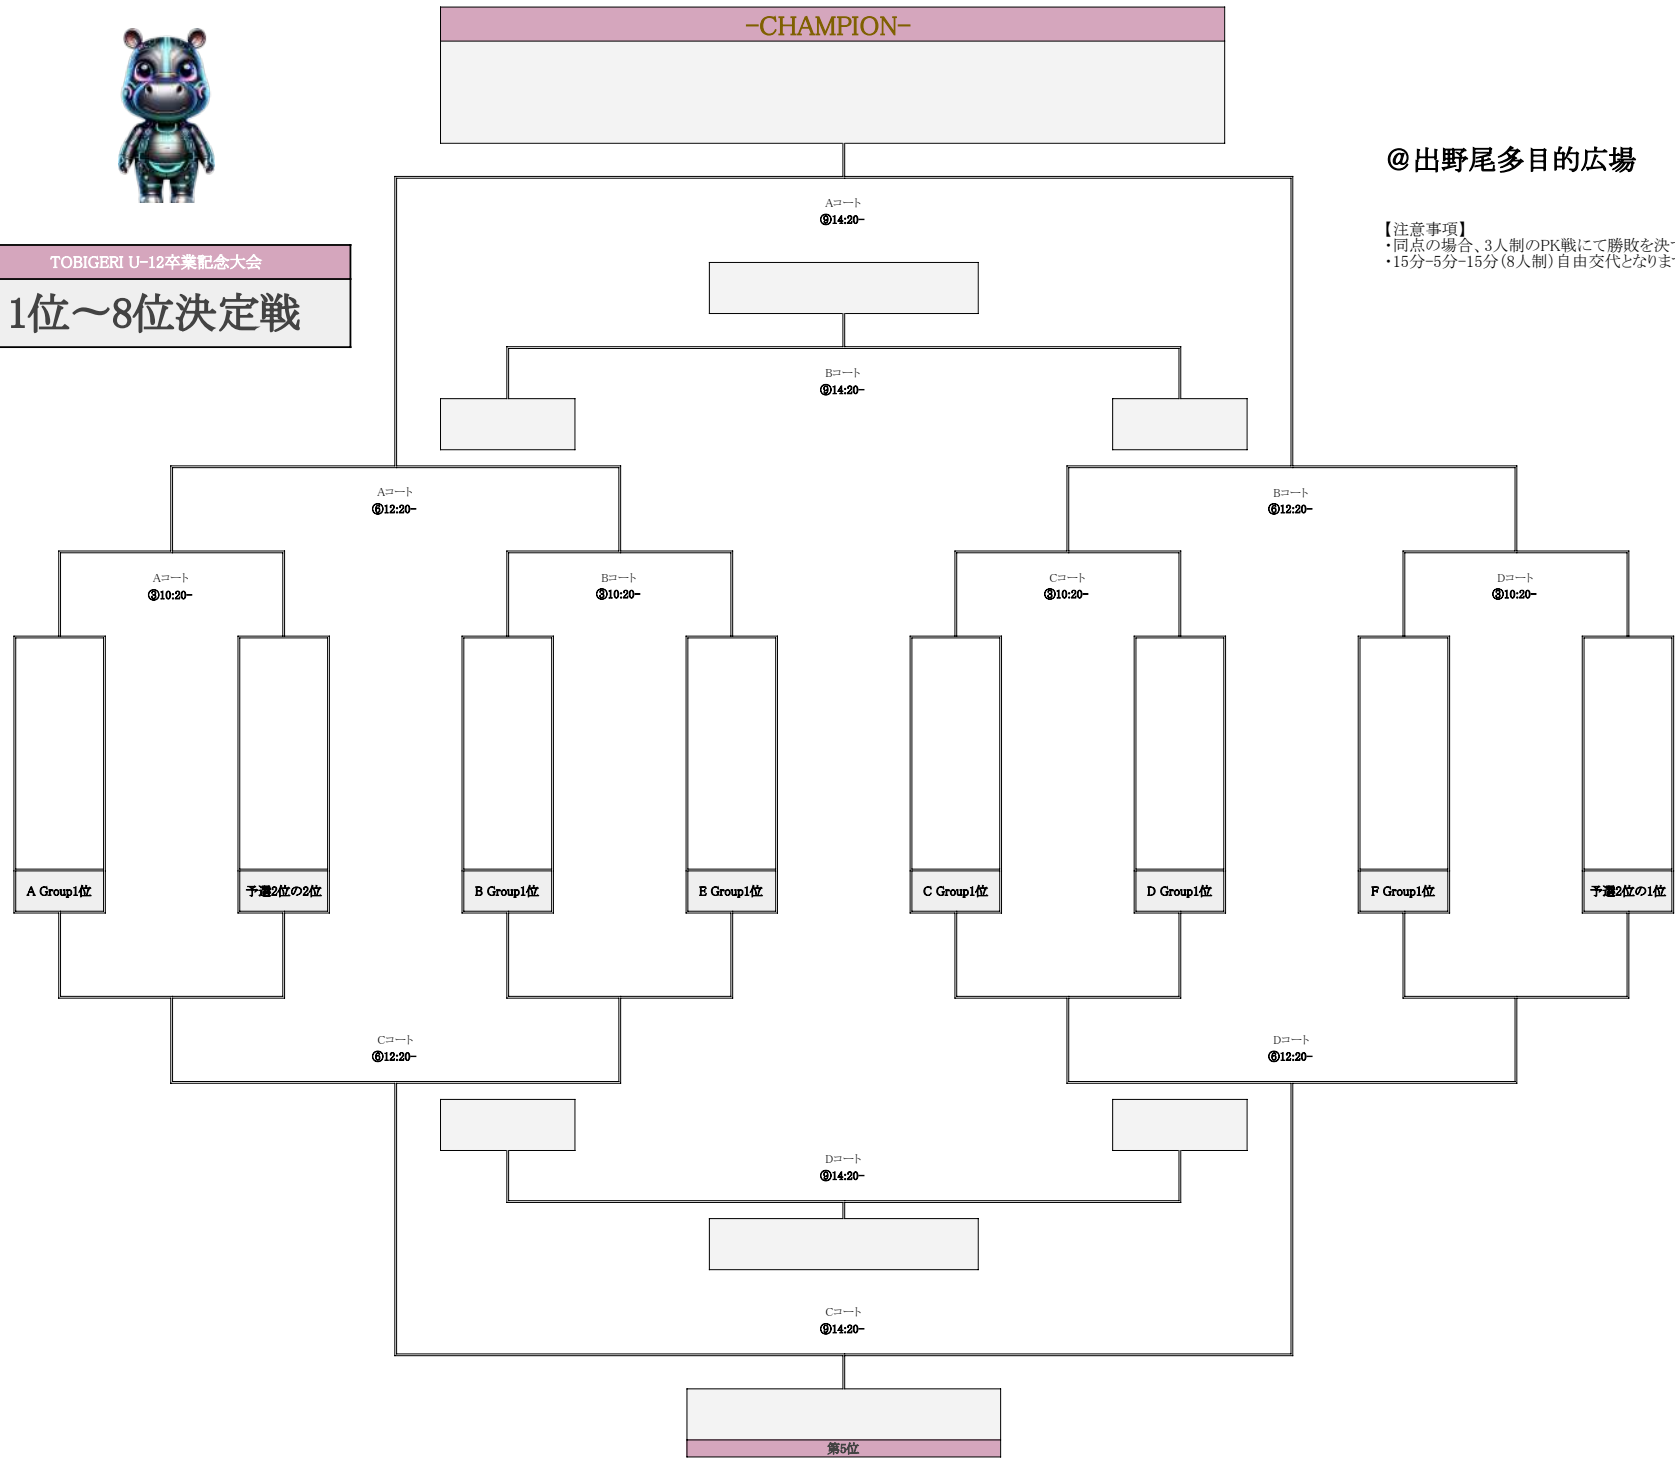 -CHAMPION-
@出野尾多目的広場
Aコート
⑨14:20-
【注意事項】
・同点の場合、3人制のPK戦にて勝敗を決
・15分-5分-15分(8人制)自由交代となりま
TOBIGERI U-12卒業記念大会
1位～8位決定戦
Bコート
⑨14:20-
Aコート
⑥12:20-
Bコート
⑥12:20-
Aコート
③10:20-
Bコート
③10:20-
Cコート
③10:20-
Dコート
③10:20-
A Group1位
予選2位の2位
B Group1位
E Group1位
C Group1位
D Group1位
F Group1位
予選2位の1位
Cコート
⑥12:20-
Dコート
⑥12:20-
Dコート
⑨14:20-
Cコート
⑨14:20-
第5位